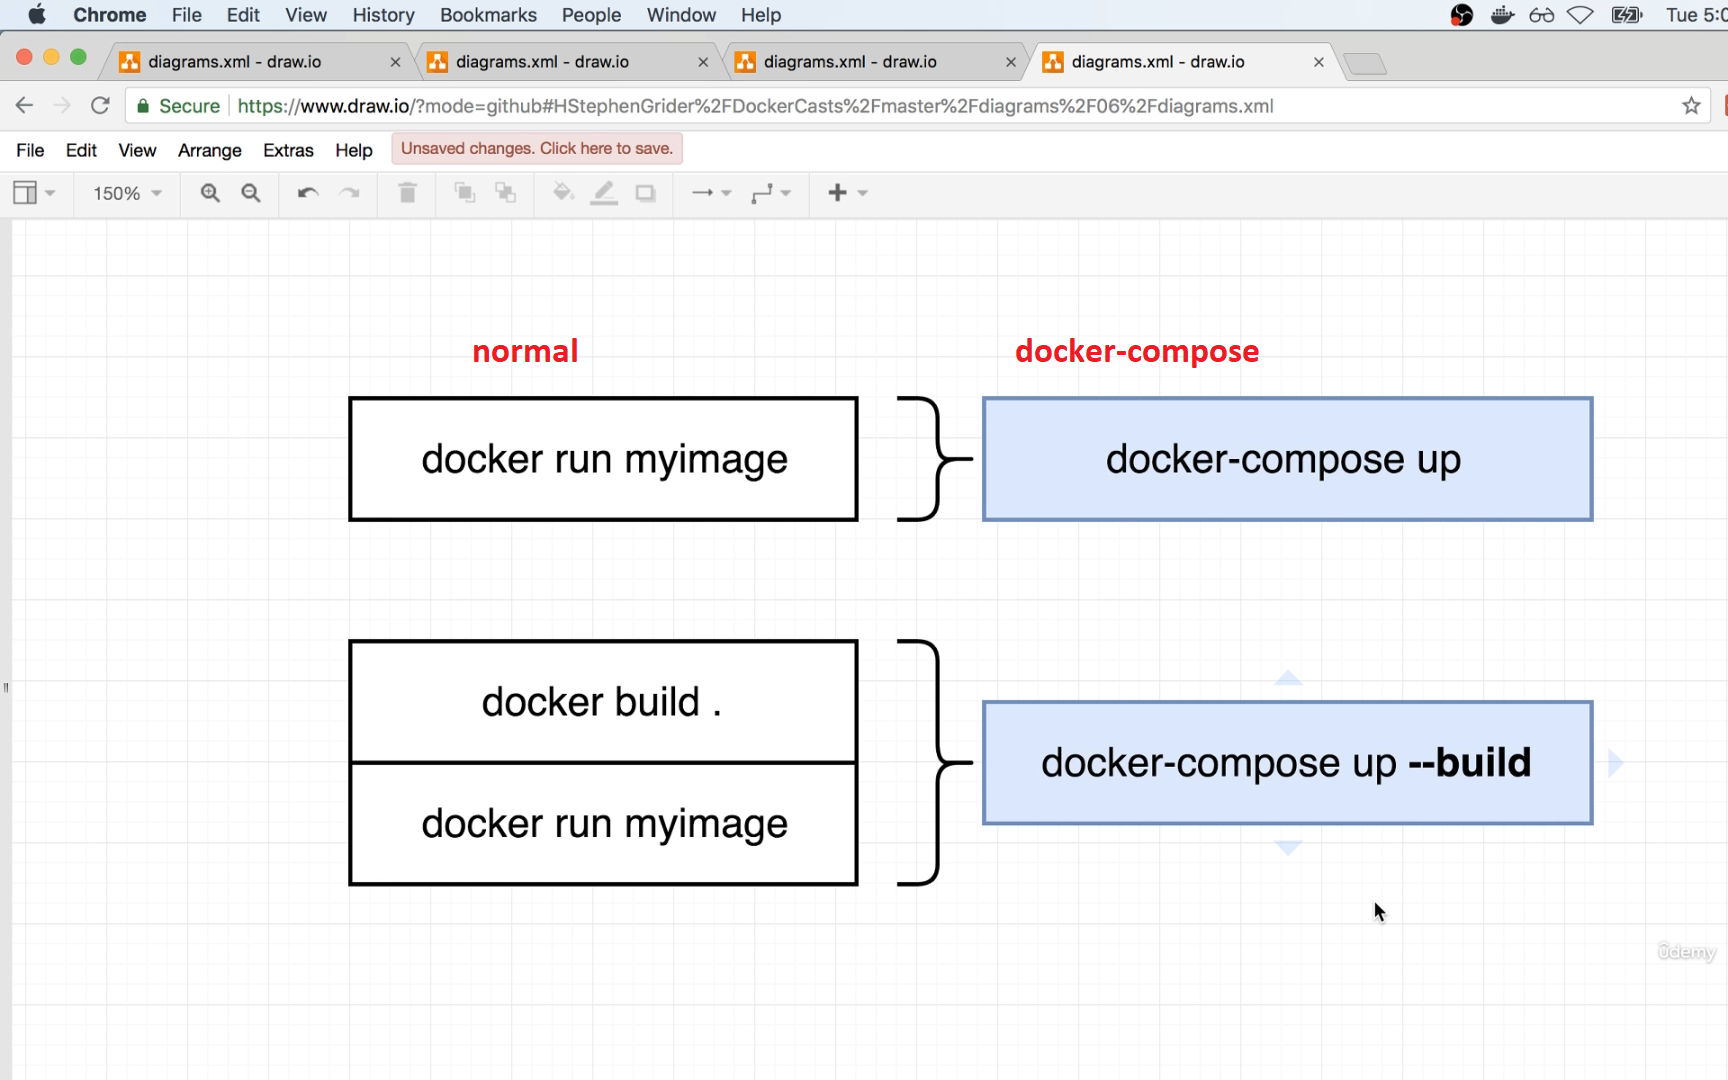 Chrome File Edit View History Bookmarks People Window Help Tue 5:0
diagrams.xml - draw.io diagrams.xml - draw.io diagrams.xml - draw.io diagrams.xml - draw.io
Secure https://www.draw.io/?mode=github#HStephenGrider%2FDockerCasts%2Fmaster%2Fdiagrams%2F06%2Fdiagrams.xml
File Edit View Arrange Extras Help Unsaved changes. Click here to save.
150%
normal docker-compose
docker run myimage docker-compose up
docker build .
docker-compose up --build
docker run myimage
ûdemy